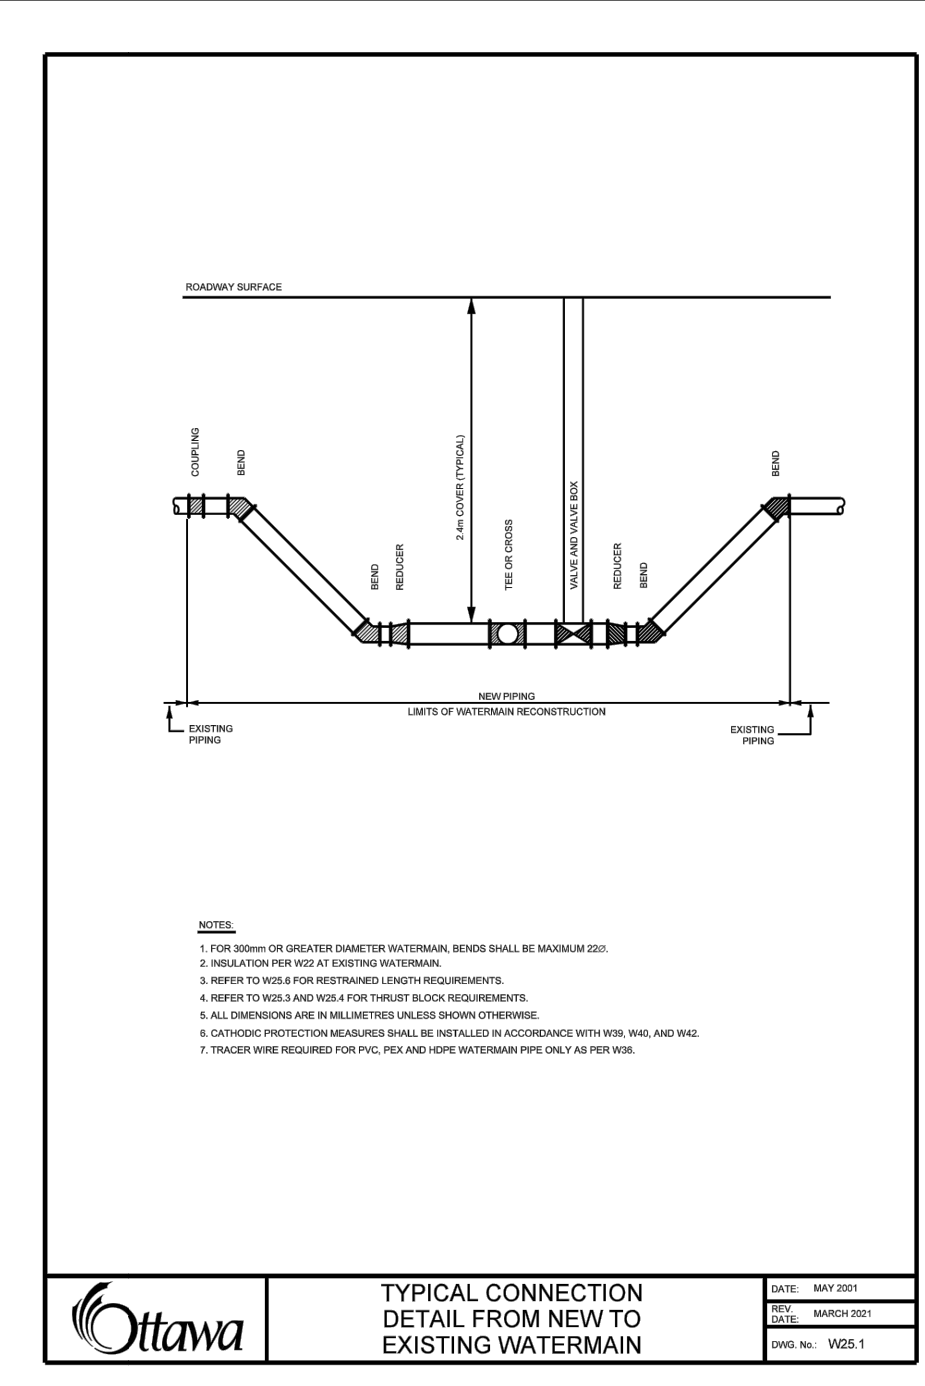 ROADWAY SURFACE
COUPLING
BEND
BEND
REDUCER
2.4m COVER (TYPICAL)
TEE OR CROSS
VALVE AND VALVE BOX
REDUCER
BEND
BEND
NEW PIPING
LIMITS OF WATERMAIN RECONSTRUCTION
EXISTING
PIPING
EXISTING
PIPING
NOTES:
1. FOR 300mm OR GREATER DIAMETER WATERMAIN, BENDS SHALL BE MAXIMUM 22∅.
2. INSULATION PER W22 AT EXISTING WATERMAIN.
3. REFER TO W25.6 FOR RESTRAINED LENGTH REQUIREMENTS.
4. REFER TO W25.3 AND W25.4 FOR THRUST BLOCK REQUIREMENTS.
5. ALL DIMENSIONS ARE IN MILLIMETRES UNLESS SHOWN OTHERWISE.
6. CATHODIC PROTECTION MEASURES SHALL BE INSTALLED IN ACCORDANCE WITH W39, W40, AND W42.
7. TRACER WIRE REQUIRED FOR PVC, PEX AND HDPE WATERMAIN PIPE ONLY AS PER W36.
Ottawa
TYPICAL CONNECTION
DETAIL FROM NEW TO
EXISTING WATERMAIN
DATE: MAY 2001
REV.
DATE: MARCH 2021
DWG. No.: W25.1